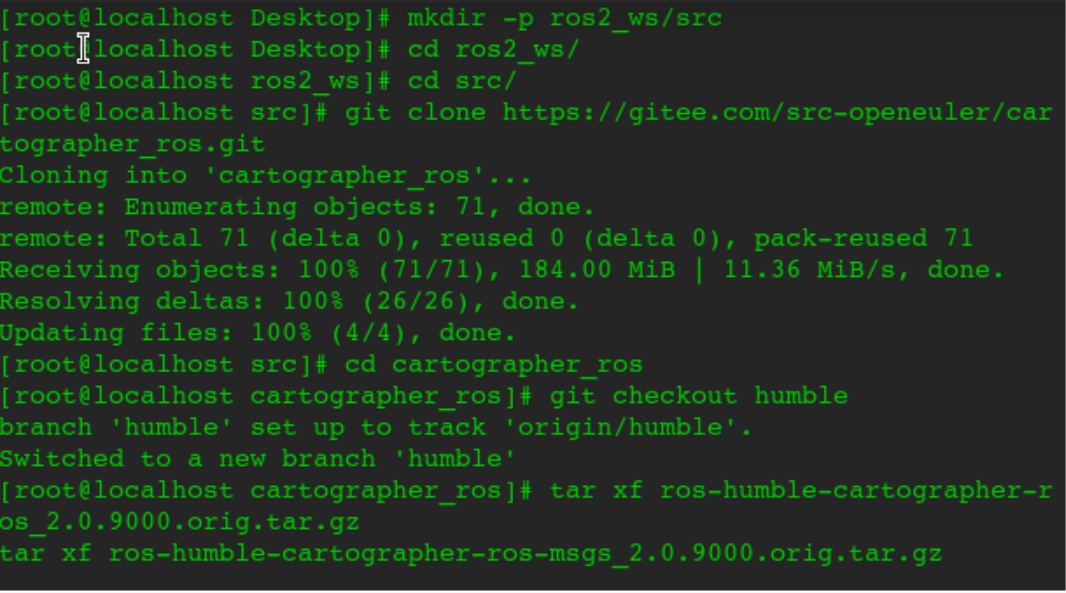 [root@localhost Desktop]# mkdir -p ros2_ws/src
[root@localhost Desktop]# cd ros2_ws/
[root@localhost ros2_ws]# cd src/
[root@localhost src]# git clone https://gitee.com/src-openeuler/car
tographer_ros.git
Cloning into 'cartographer_ros'...
remote: Enumerating objects: 71, done.
remote: Total 71 (delta 0), reused 0 (delta 0), pack-reused 71
Receiving objects: 100% (71/71), 184.00 MiB | 11.36 MiB/s, done.
Resolving deltas: 100% (26/26), done.
Updating files: 100% (4/4), done.
[root@localhost src]# cd cartographer_ros
[root@localhost cartographer_ros]# git checkout humble
branch 'humble' set up to track 'origin/humble'.
Switched to a new branch 'humble'
[root@localhost cartographer_ros]# tar xf ros-humble-cartographer-r
os_2.0.9000.orig.tar.gz
tar xf ros-humble-cartographer-ros-msgs_2.0.9000.orig.tar.gz